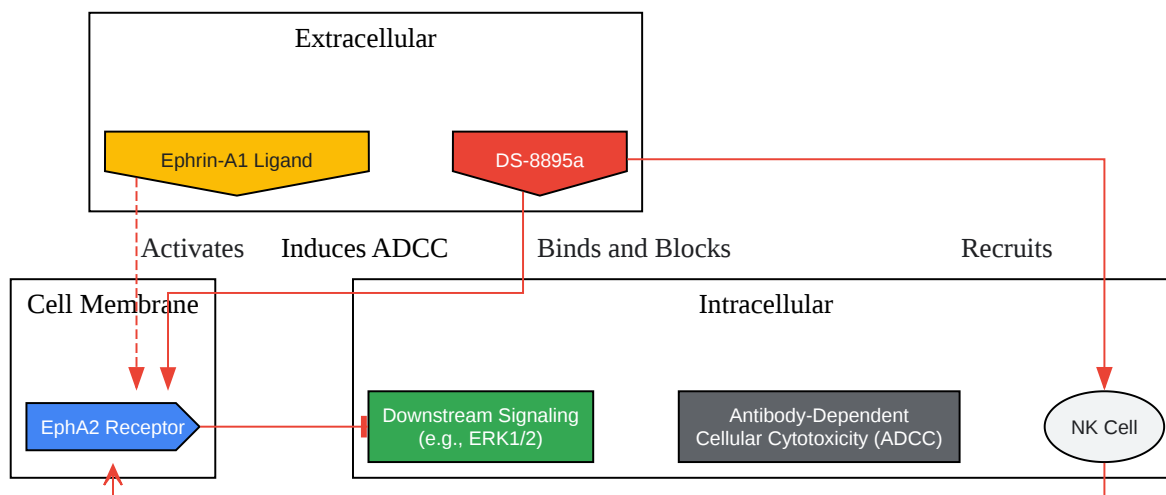 Extracellular
Ephrin-A1 Ligand
DS-8895a
Activates
Induces ADCC
Binds and Blocks
Recruits
Cell Membrane
Intracellular
EphA2 Receptor
Downstream Signaling
(e.g., ERK1/2)
Antibody-Dependent
Cellular Cytotoxicity (ADCC)
NK Cell